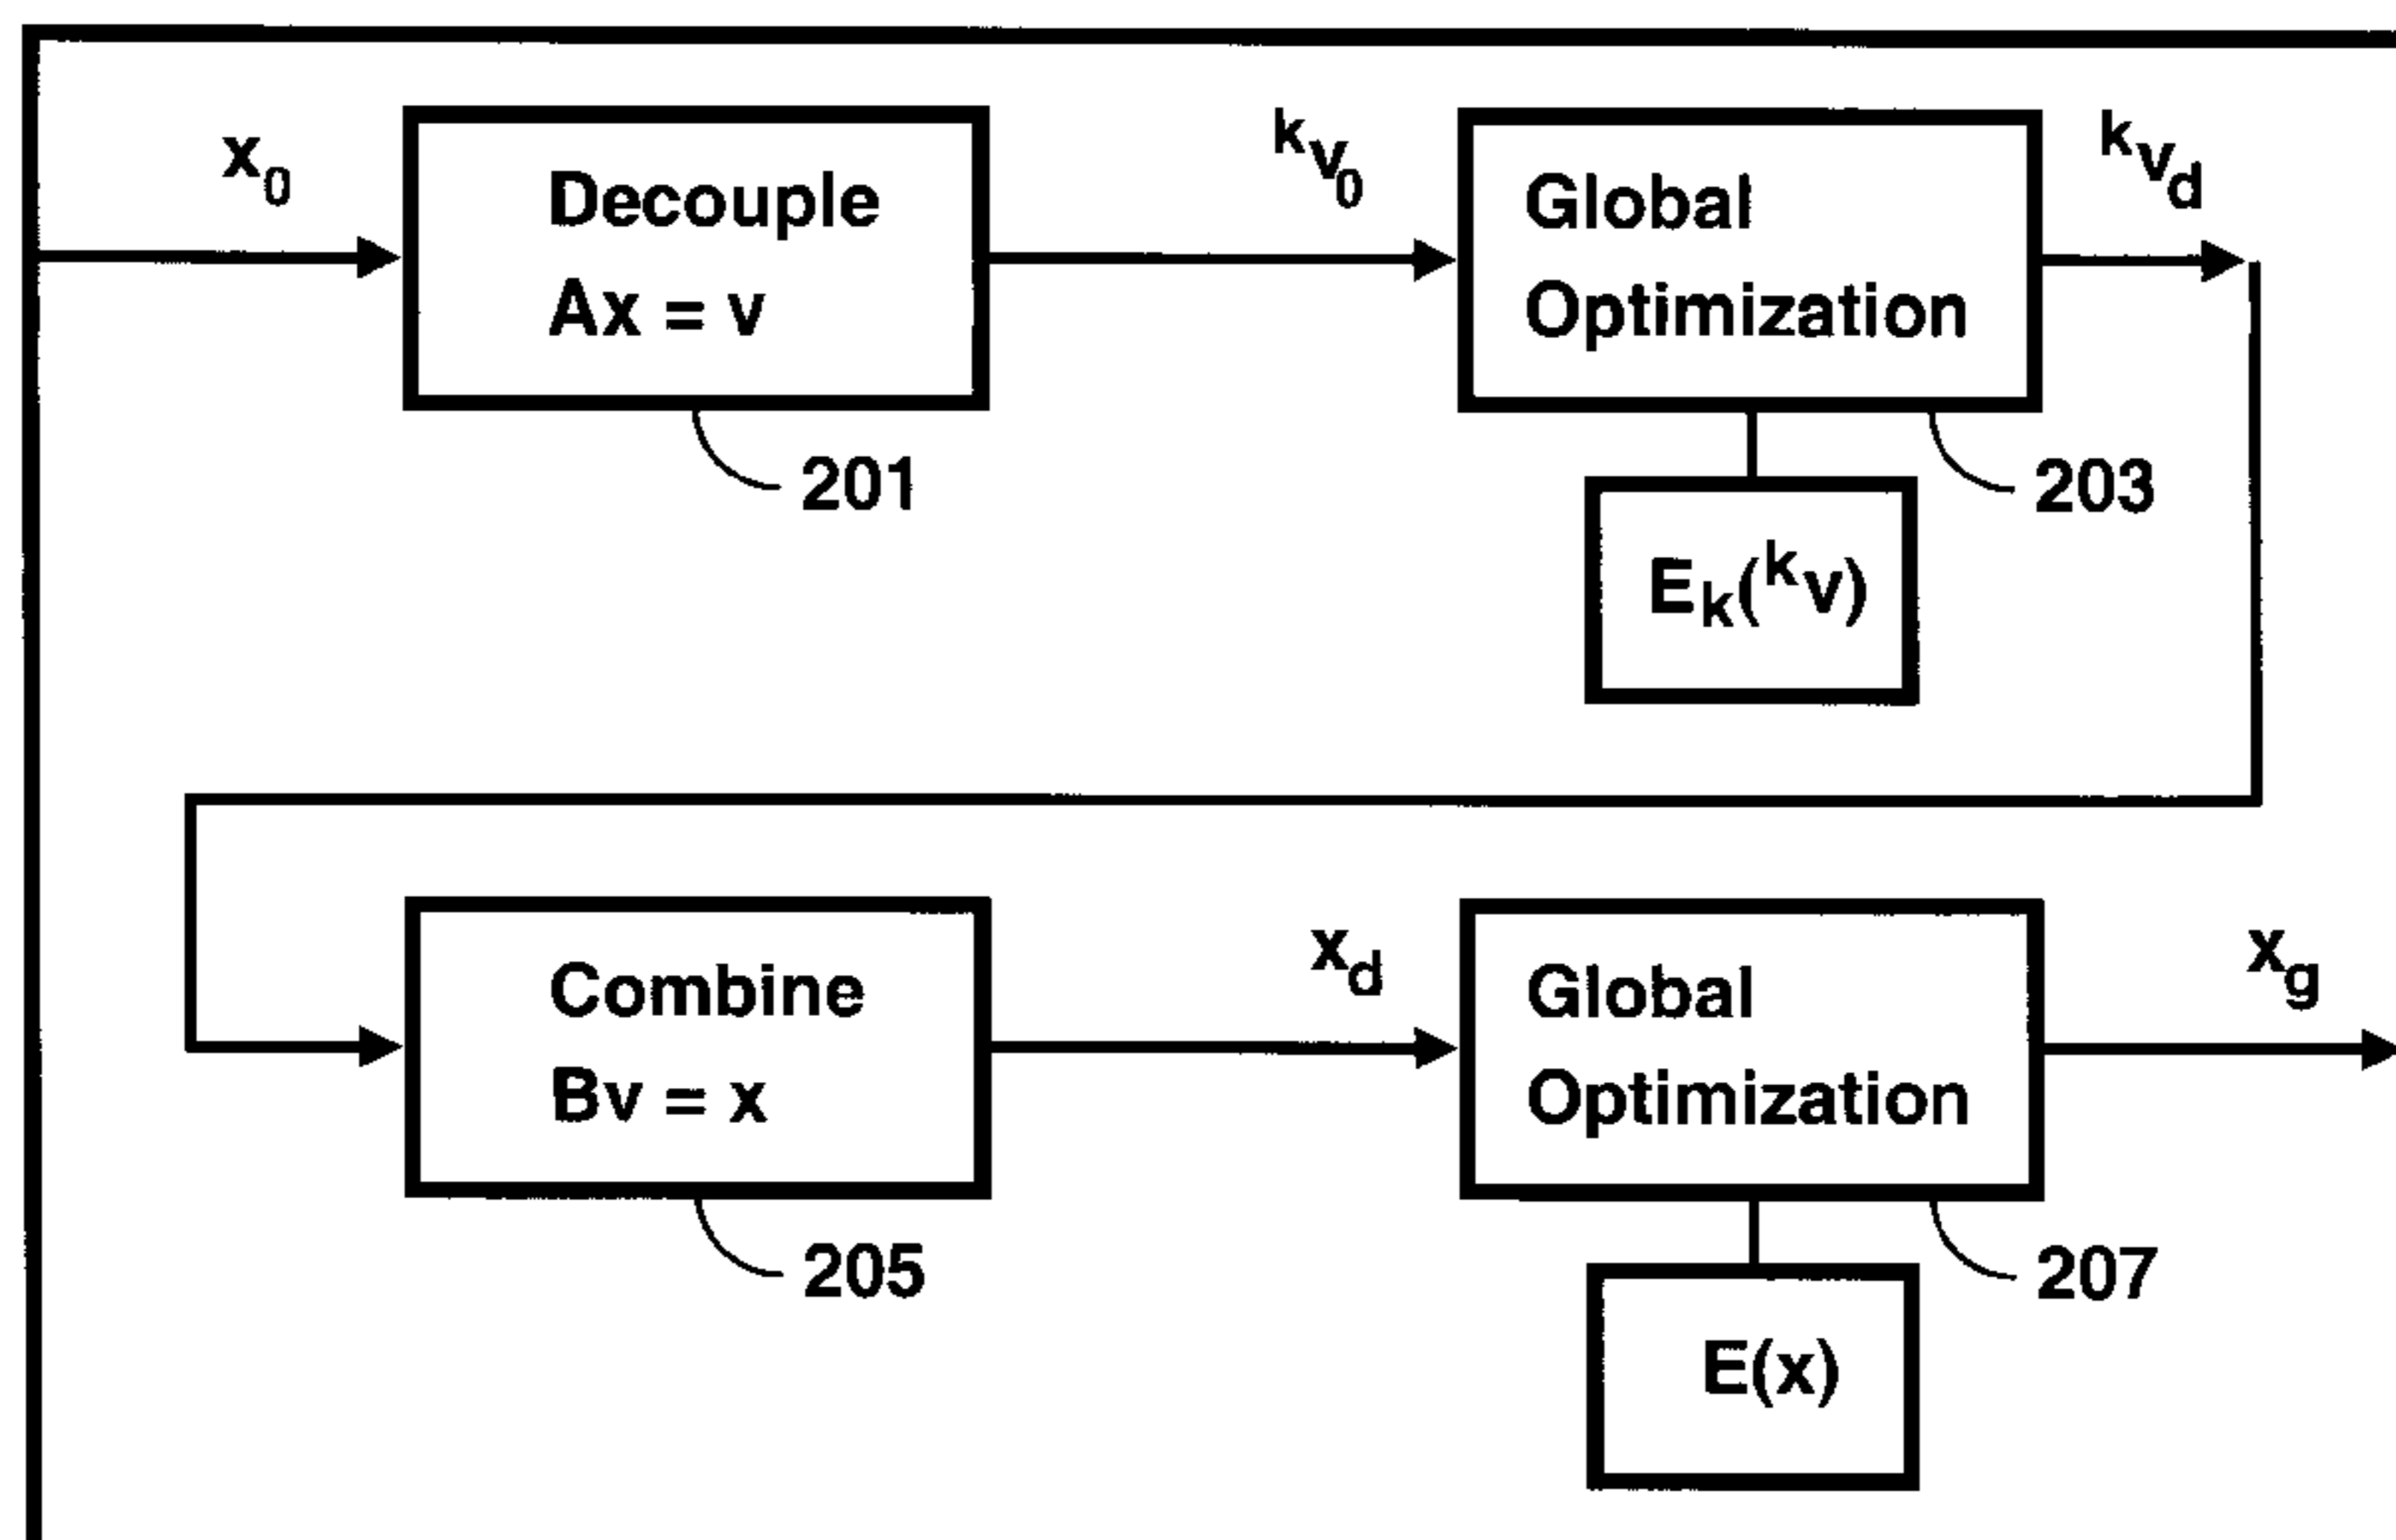 x0
Decouple
Ax = v
201
kv0
Global
Optimization
203
kvd
Ek(kv)
Combine
Bv = x
205
xd
Global
Optimization
207
xg
E(x)